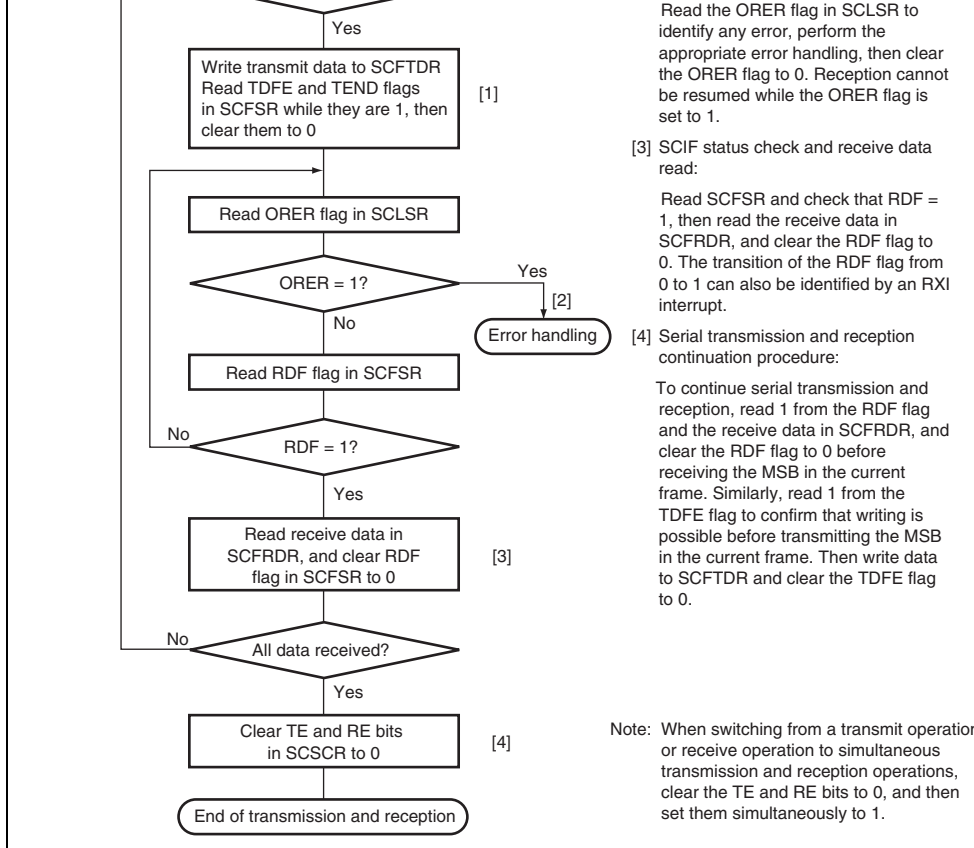 Yes
Write transmit data to SCFTDR
Read TDFE and TEND flags
in SCFSR while they are 1, then
clear them to 0
[1]
Read ORER flag in SCLSR
ORER = 1?
Yes
[2]
No
Error handling
Read RDF flag in SCFSR
No
RDF = 1?
Yes
Read receive data in
SCFRDR, and clear RDF
flag in SCFSR to 0
[3]
No
All data received?
Yes
Clear TE and RE bits
in SCSCR to 0
[4]
End of transmission and reception
Read the ORER flag in SCLSR to
identify any error, perform the
appropriate error handling, then clear
the ORER flag to 0. Reception cannot
be resumed while the ORER flag is
set to 1.
[3] SCIF status check and receive data
read:
Read SCFSR and check that RDF =
1, then read the receive data in
SCFRDR, and clear the RDF flag to
0. The transition of the RDF flag from
0 to 1 can also be identified by an RXI
interrupt.
[4] Serial transmission and reception
continuation procedure:
To continue serial transmission and
reception, read 1 from the RDF flag
and the receive data in SCFRDR, and
clear the RDF flag to 0 before
receiving the MSB in the current
frame. Similarly, read 1 from the
TDFE flag to confirm that writing is
possible before transmitting the MSB
in the current frame. Then write data
to SCFTDR and clear the TDFE flag
to 0.
Note: When switching from a transmit operation
or receive operation to simultaneous
transmission and reception operations,
clear the TE and RE bits to 0, and then
set them simultaneously to 1.